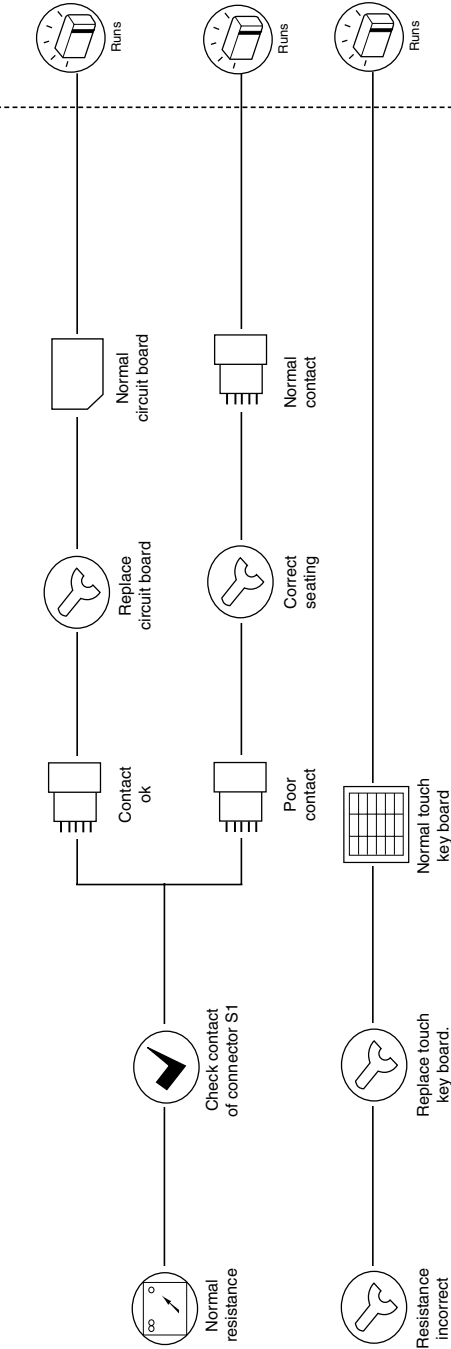 Normal
resistance
Check contact
of connector S1
Contact
ok
Replace
circuit board
Normal
circuit board
Runs
Poor
contact
Correct
seating
Normal
contact
Runs
Resistance
incorrect
Replace touch
key board.
Normal touch
key board
Runs